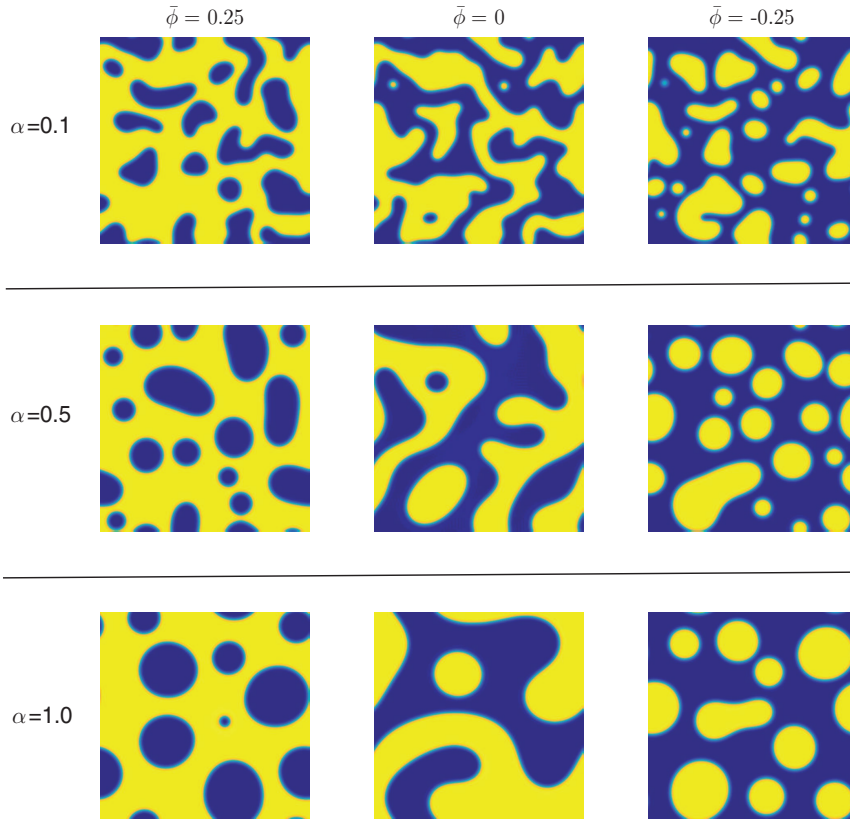 ϕ̄ = 0.25 ϕ̄ = 0 ϕ̄ = -0.25
α=0.1
α=0.5
α=1.0